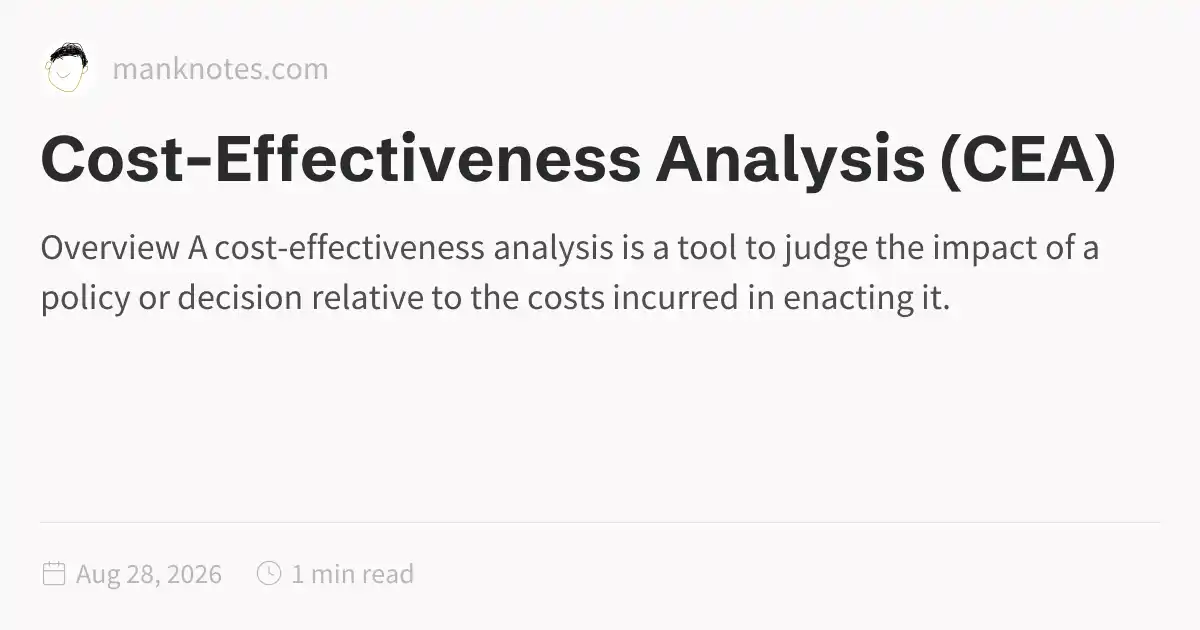 manknotes.com
Cost-Effectiveness Analysis (CEA)
Overview A cost-effectiveness analysis is a tool to judge the impact of a
policy or decision relative to the costs incurred in enacting it.
Aug 28, 2026
1 min read